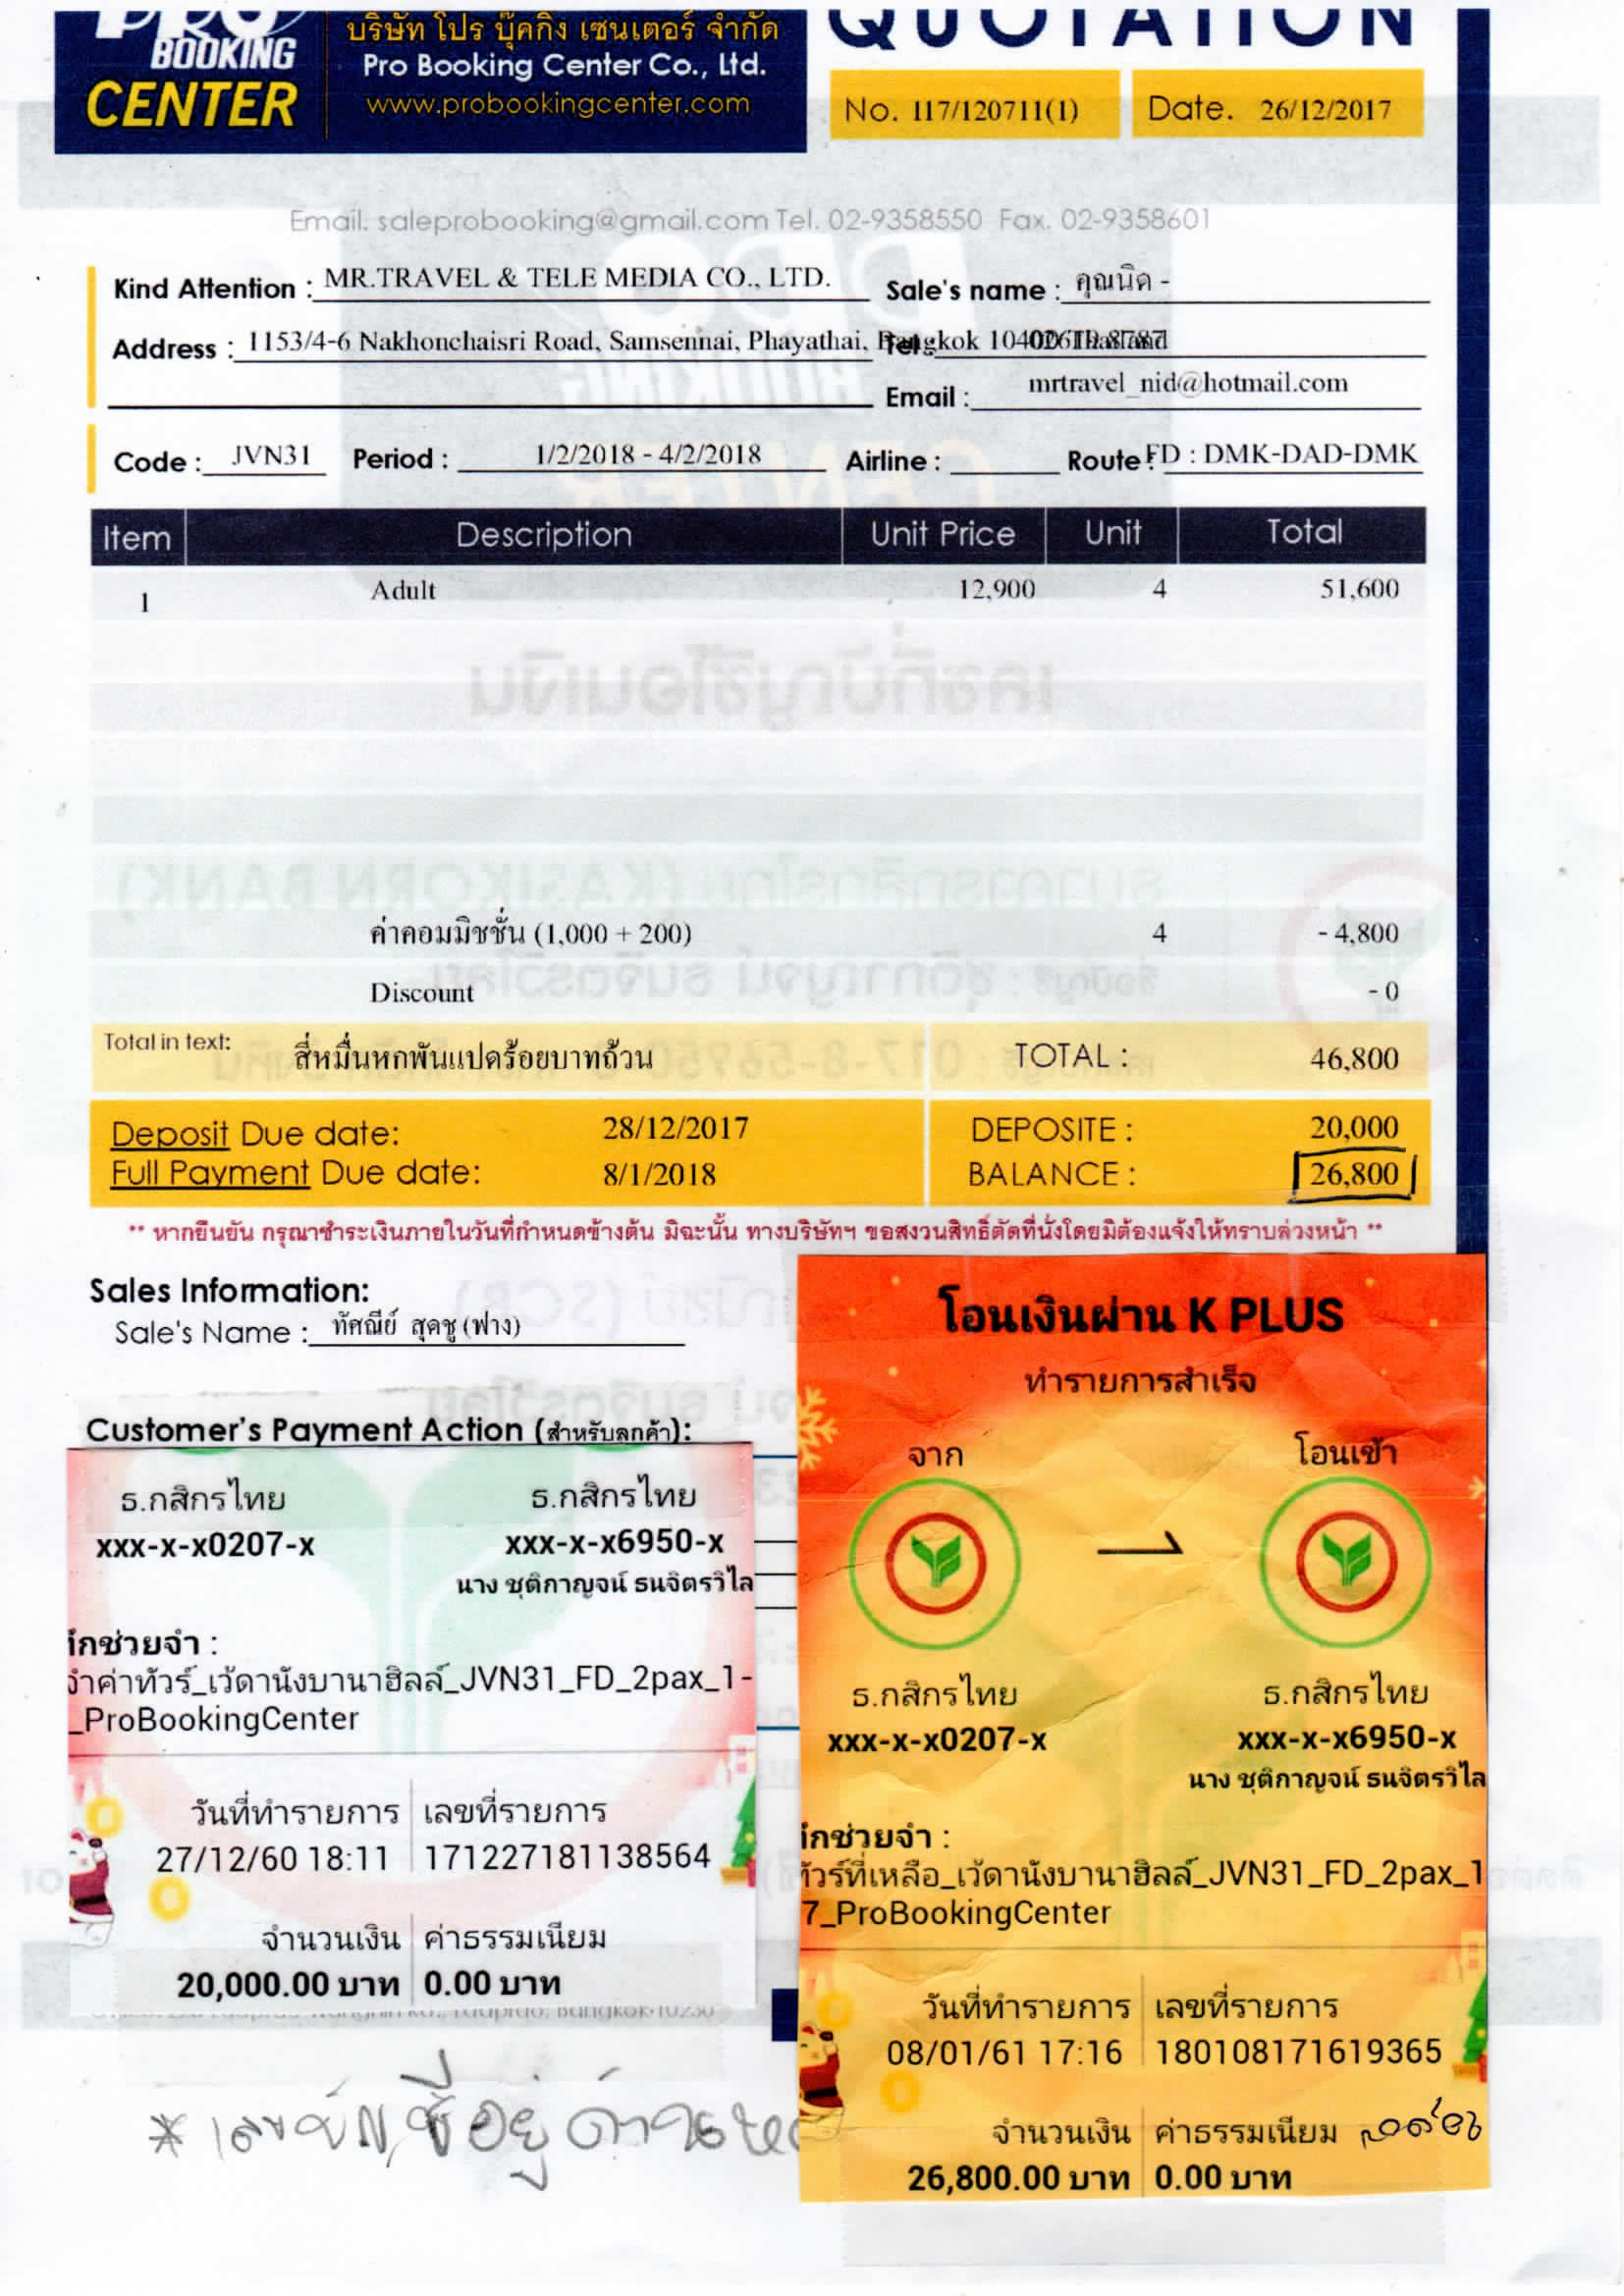 PRO
BOOKING
CENTER
บริษัท โปร บุ๊คกิ้ง เซนเตอร์ จำกัด
Pro Booking Center Co., Ltd.
www.probookingcenter.com
QUOTATION
No. 117/120711(1)
Date. 26/12/2017
Email. saleprobooking@gmail.com Tel. 02-9358550 Fax. 02-9358601
Kind Attention : MR.TRAVEL & TELE MEDIA CO., LTD.
Sale's name : คุณนิด -
Address : 1153/4-6 Nakhonchaisri Road, Samsennai, Phayathai, Bangkok 10400 Thailand
Tel :
Email : mrtravel_nid@hotmail.com
Code : JVN31 Period : 1/2/2018 - 4/2/2018 Airline : Route : FD : DMK-DAD-DMK
Item Description Unit Price Unit Total
1 Adult 12,900 4 51,600
ค่าคอมมิชชั่น (1,000 + 200) 4 - 4,800
Discount - 0
Total in text: สี่หมื่นหกพันแปดร้อยบาทถ้วน TOTAL : 46,800
Deposit Due date: 28/12/2017 DEPOSITE : 20,000
Full Payment Due date: 8/1/2018 BALANCE : 26,800
** หากยืนยัน กรุณาชำระเงินภายในวันที่กำหนดข้างต้น มิฉะนั้น ทางบริษัทฯ ขอสงวนสิทธิ์ตัดที่นั่งโดยมิต้องแจ้งให้ทราบล่วงหน้า **
Sales Information:
Sale's Name : ทัศณีย์ สุดชู (ฟาง)
Customer's Payment Action (สำหรับลูกค้า):
ธ.กสิกรไทย ธ.กสิกรไทย
xxx-x-x0207-x xxx-x-x6950-x
นาง ชุติกาญจน์ ธนจิตรวิไล
ึกช่วยจำ :
จำค่าทัวร์_เว้ดานังบานาฮิลล์_JVN31_FD_2pax_1-
_ProBookingCenter
วันที่ทำรายการ เลขที่รายการ
27/12/60 18:11 171227181138564
จำนวนเงิน ค่าธรรมเนียม
20,000.00 บาท 0.00 บาท
โอนเงินผ่าน K PLUS
ทำรายการสำเร็จ
จาก โอนเข้า
ธ.กสิกรไทย ธ.กสิกรไทย
xxx-x-x0207-x xxx-x-x6950-x
นาง ชุติกาญจน์ ธนจิตรวิไล
ึกช่วยจำ :
ทัวร์ที่เหลือ_เว้ดานังบานาฮิลล์_JVN31_FD_2pax_1
7_ProBookingCenter
วันที่ทำรายการ เลขที่รายการ
08/01/61 17:16 180108171619365
จำนวนเงิน ค่าธรรมเนียม
26,800.00 บาท 0.00 บาท
* เลขบัญชีอยู่ด้าน